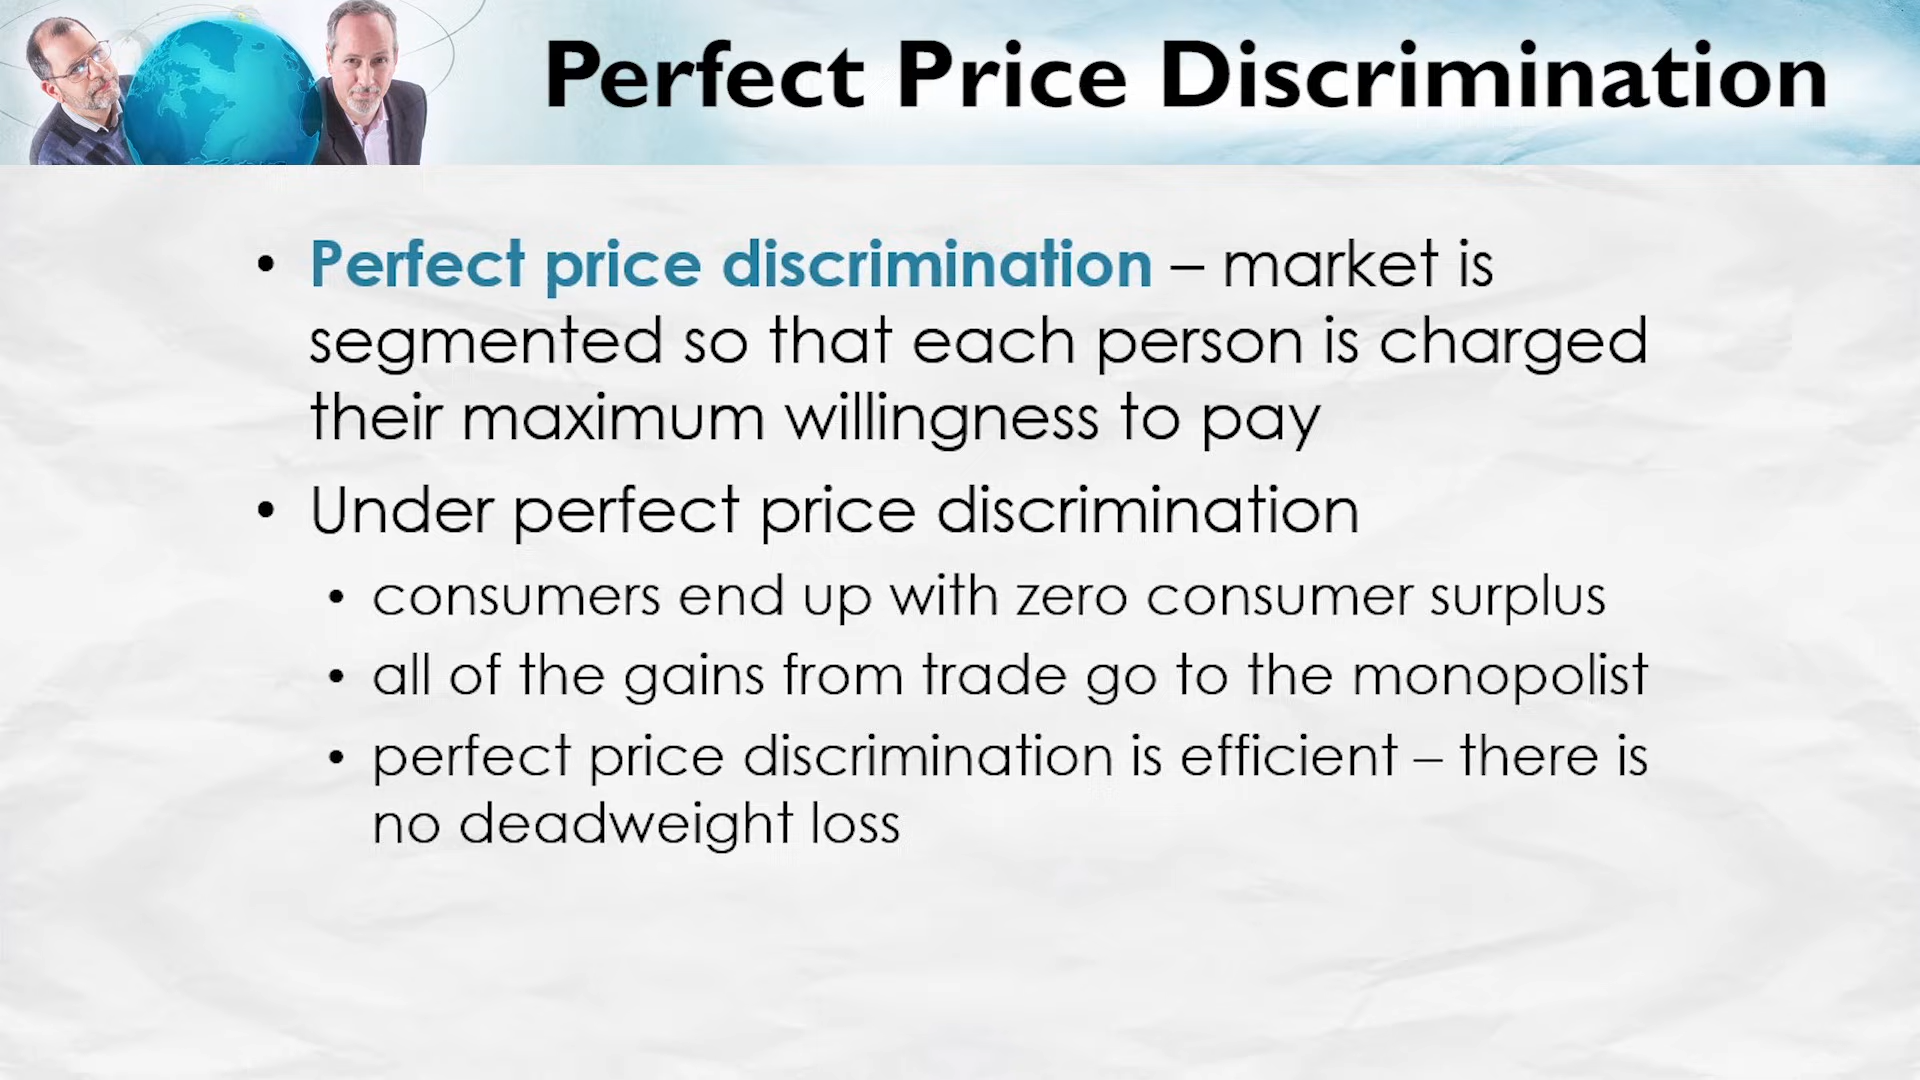 Perfect Price Discrimination
• Perfect price discrimination – market is
segmented so that each person is charged
their maximum willingness to pay
• Under perfect price discrimination
• consumers end up with zero consumer surplus
• all of the gains from trade go to the monopolist
• perfect price discrimination is efficient – there is
no deadweight loss